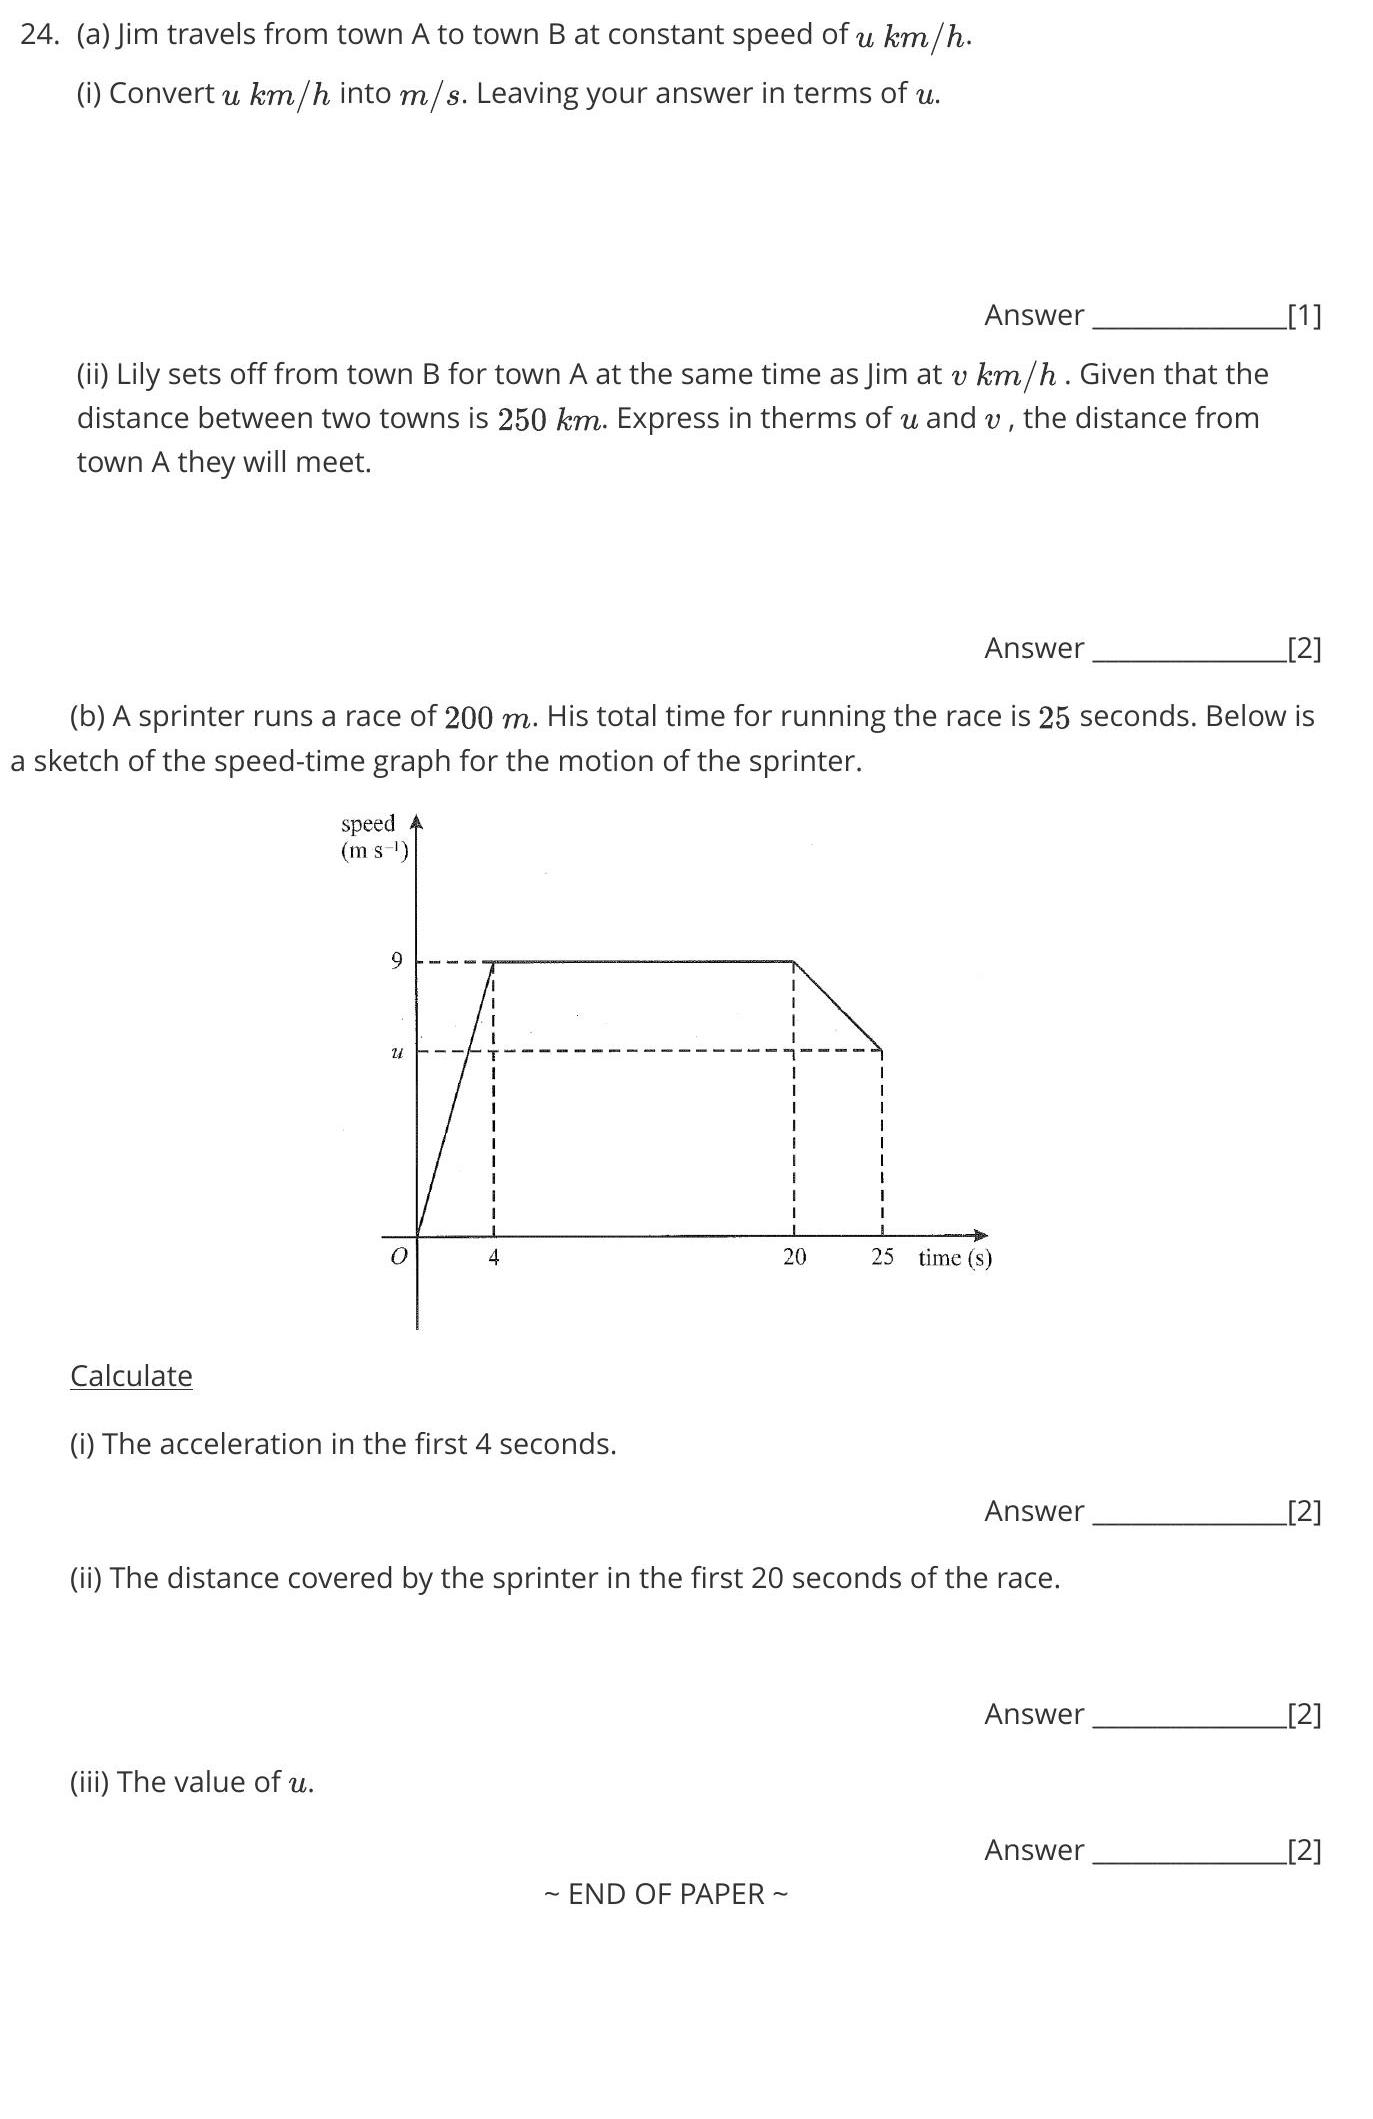 24. (a) Jim travels from town A to town B at constant speed of u km/h.
(i) Convert u km/h into m/s. Leaving your answer in terms of u.
Answer ____________[1]
(ii) Lily sets off from town B for town A at the same time as Jim at v km/h . Given that the
distance between two towns is 250 km. Express in therms of u and v , the distance from
town A they will meet.
Answer ____________[2]
(b) A sprinter runs a race of 200 m. His total time for running the race is 25 seconds. Below is
a sketch of the speed-time graph for the motion of the sprinter.
speed
(m s⁻¹)
9
u
O 4 20 25 time (s)
Calculate
(i) The acceleration in the first 4 seconds.
Answer ____________[2]
(ii) The distance covered by the sprinter in the first 20 seconds of the race.
Answer ____________[2]
(iii) The value of u.
Answer ____________[2]
~ END OF PAPER ~